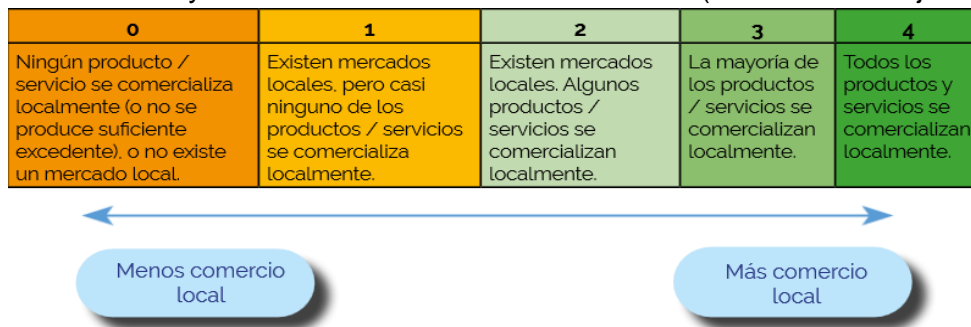 0
1
2
3
4
Ningún producto /
servicio se comercializa
localmente (o no se
produce suficiente
excedente), o no existe
un mercado local.
Existen mercados
locales, pero casi
ninguno de los
productos / servicios
se comercializa
localmente.
Existen mercados
locales. Algunos
productos /
servicios se
comercializan
localmente.
La mayoría de
los productos
/ servicios se
comercializan
localmente.
Todos los
productos y
servicios se
comercializan
localmente.
Menos comercio
local
Más comercio
local